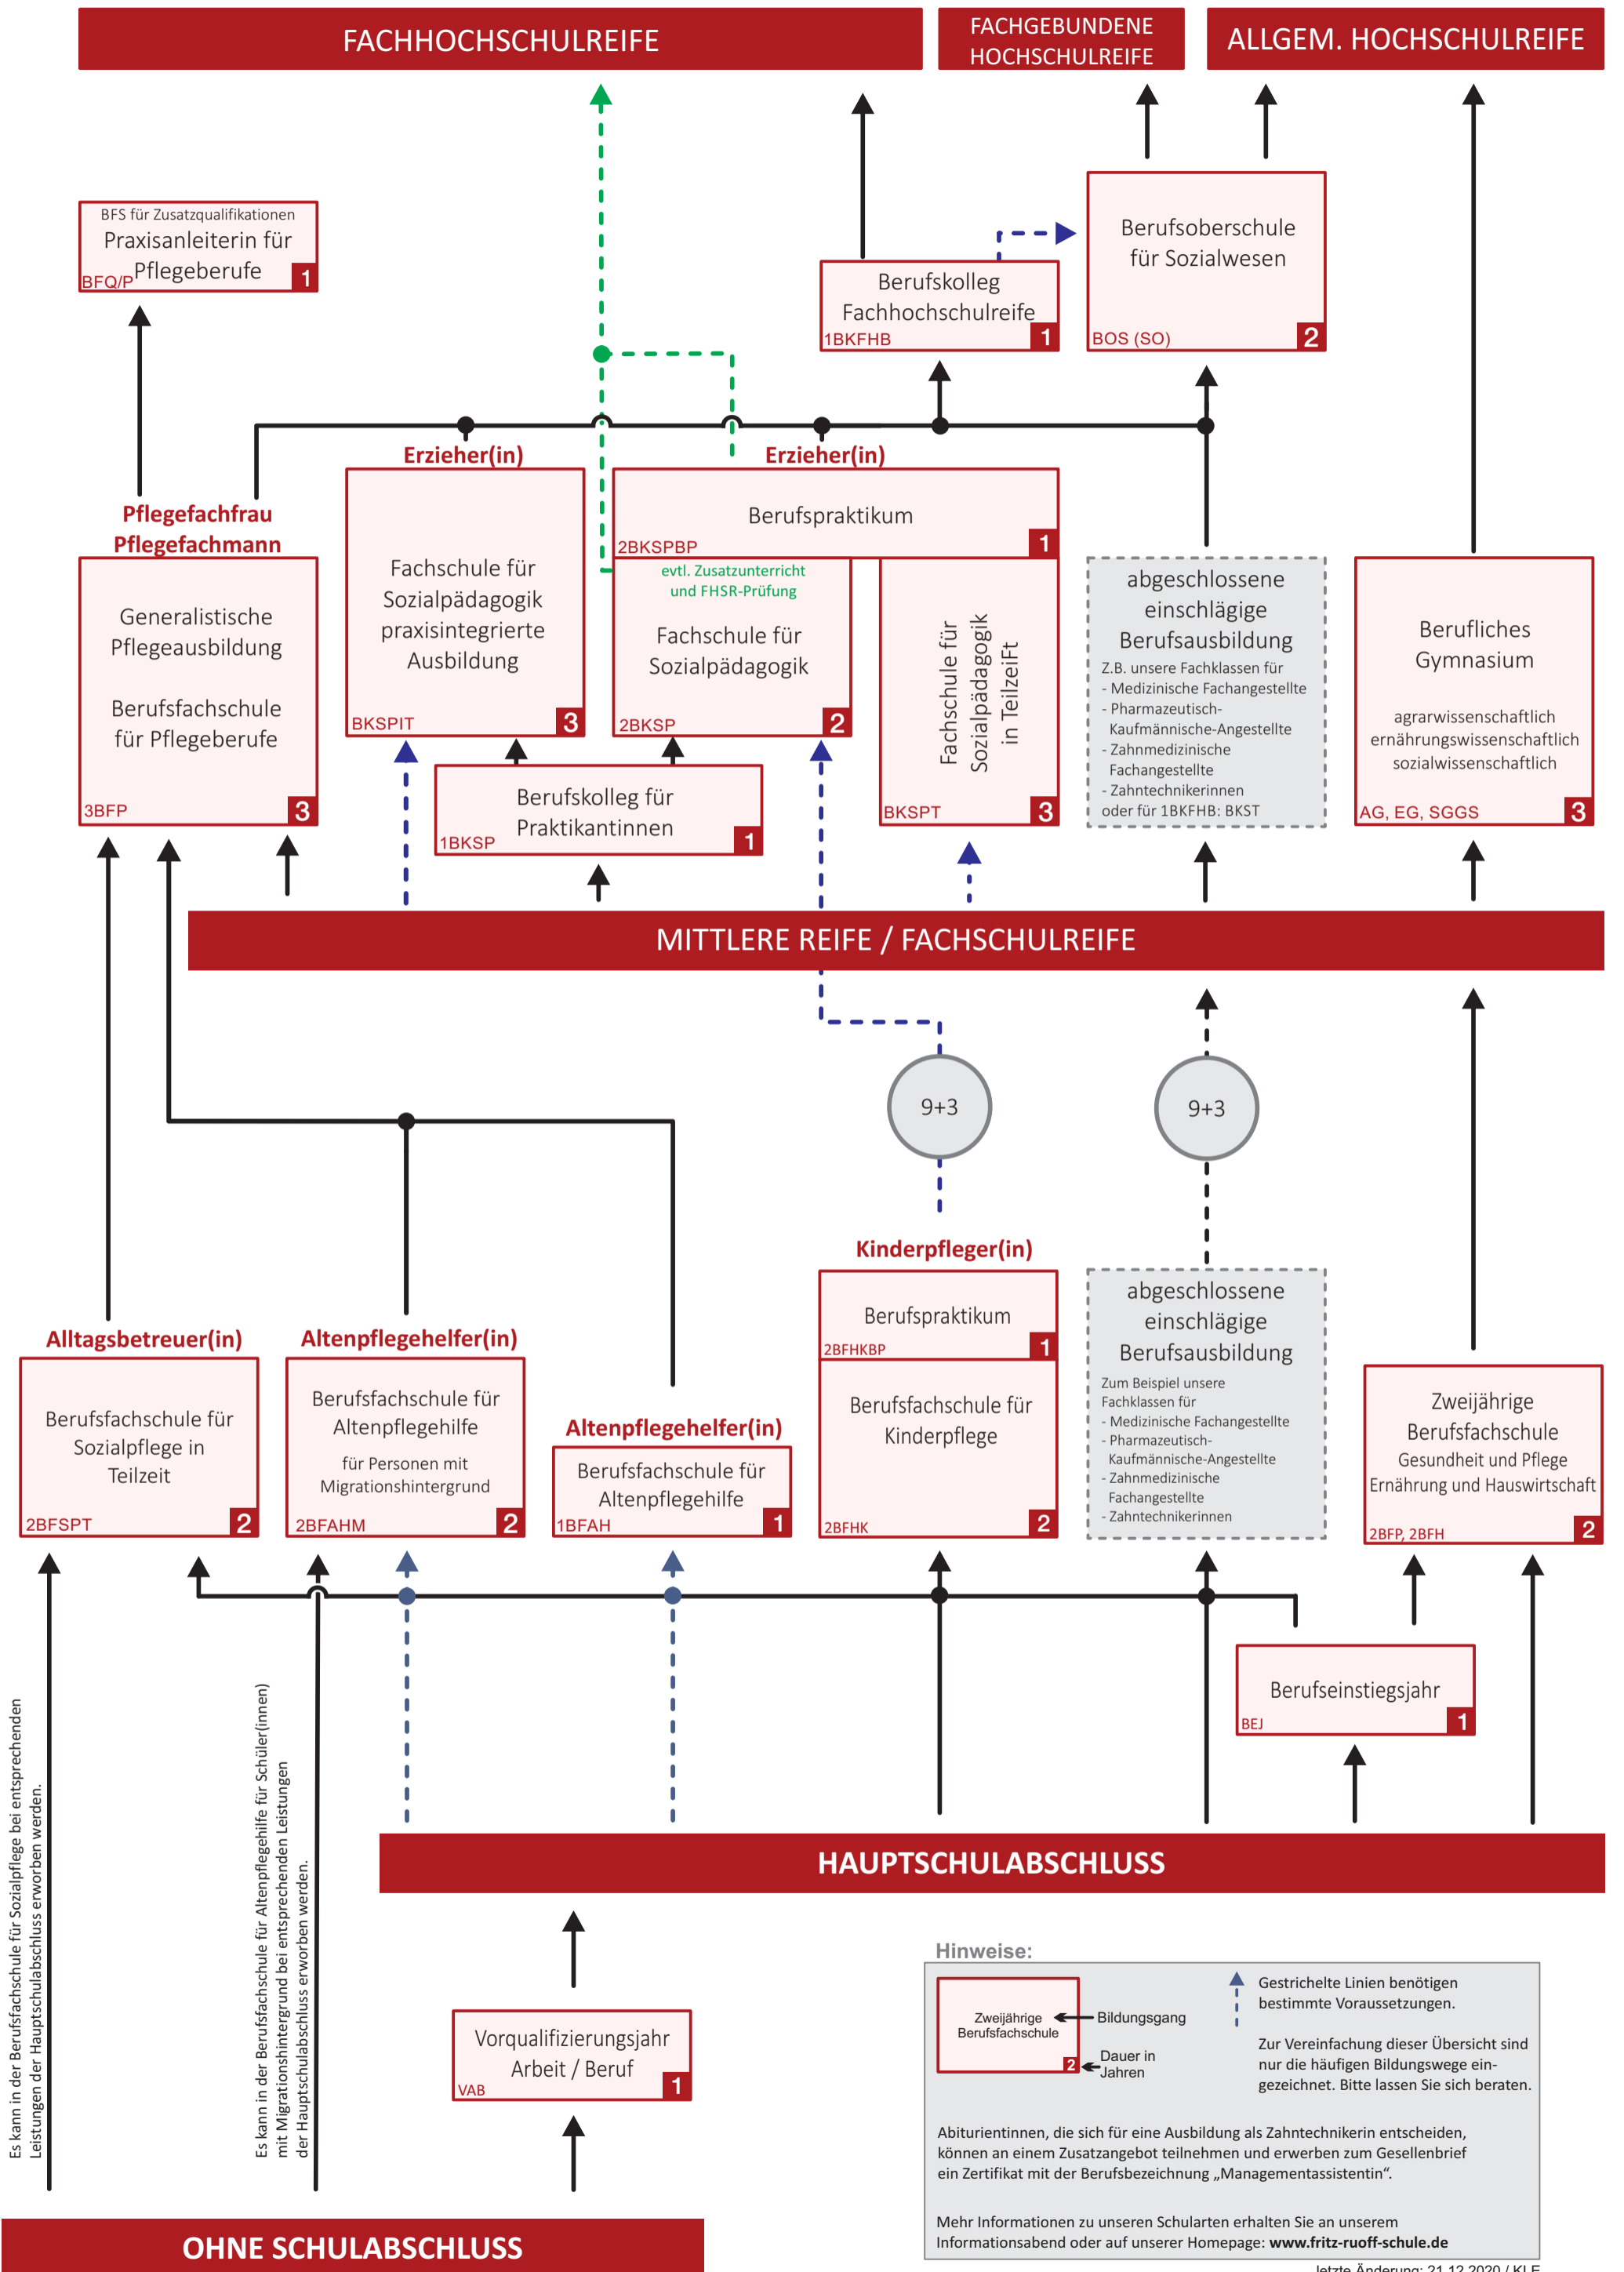 FACHHOCHSCHULREIFE
FACHGEBUNDENE
HOCHSCHULREIFE
ALLGEM. HOCHSCHULREIFE
BFS für Zusatzqualifikationen
Praxisanleiterin für
Pflegeberufe
BFQ/P
1
Berufskolleg
Fachhochschulreife
1BKFHB
1
Berufsoberschule
für Sozialwesen
BOS (SO)
2
Pflegefachfrau
Pflegefachmann
Generalistische
Pflegeausbildung
Berufsfachschule
für Pflegeberufe
3BFP
3
Erzieher(in)
Fachschule für
Sozialpädagogik
praxisintegrierte
Ausbildung
BKSPIT
3
Erzieher(in)
Berufspraktikum
2BKSPBP
1
evtl. Zusatzunterricht
und FHSR-Prüfung
Fachschule für
Sozialpädagogik
2BKSP
2
Fachschule für
Sozialpädagogik
in TeilzeiFt
BKSPT
3
Berufskolleg für
Praktikantinnen
1BKSP
1
abgeschlossene
einschlägige
Berufsausbildung
Z.B. unsere Fachklassen für
- Medizinische Fachangestellte
- Pharmazeutisch-
Kaufmännische-Angestellte
- Zahnmedizinische
Fachangestellte
- Zahntechnikerinnen
oder für 1BKFHB: BKST
Berufliches
Gymnasium
agrarwissenschaftlich
ernährungswissenschaftlich
sozialwissenschaftlich
AG, EG, SGGS
3
MITTLERE REIFE / FACHSCHULREIFE
9+3
9+3
Alltagsbetreuer(in)
Berufsfachschule für
Sozialpflege in
Teilzeit
2BFSPT
2
Altenpflegehelfer(in)
Berufsfachschule für
Altenpflegehilfe
für Personen mit
Migrationshintergrund
2BFAHM
2
Altenpflegehelfer(in)
Berufsfachschule für
Altenpflegehilfe
1BFAH
1
Kinderpfleger(in)
Berufspraktikum
2BFHKBP
1
Berufsfachschule für
Kinderpflege
2BFHK
2
abgeschlossene
einschlägige
Berufsausbildung
Zum Beispiel unsere
Fachklassen für
- Medizinische Fachangestellte
- Pharmazeutisch-
Kaufmännische-Angestellte
- Zahnmedizinische
Fachangestellte
- Zahntechnikerinnen
Zweijährige
Berufsfachschule
Gesundheit und Pflege
Ernährung und Hauswirtschaft
2BFP, 2BFH
2
Berufseinstiegsjahr
BEJ
1
Es kann in der Berufsfachschule für Sozialpflege bei entsprechenden
Leistungen der Hauptschulabschluss erworben werden.
Es kann in der Berufsfachschule für Altenpflegehilfe für Schüler(innen)
mit Migrationshintergrund bei entsprechenden Leistungen
der Hauptschulabschluss erworben werden.
HAUPTSCHULABSCHLUSS
Vorqualifizierungsjahr
Arbeit / Beruf
VAB
1
OHNE SCHULABSCHLUSS
Hinweise:
Zweijährige
Berufsfachschule
2
Bildungsgang
Dauer in
Jahren
Gestrichelte Linien benötigen
bestimmte Voraussetzungen.
Zur Vereinfachung dieser Übersicht sind
nur die häufigen Bildungswege ein-
gezeichnet. Bitte lassen Sie sich beraten.
Abiturientinnen, die sich für eine Ausbildung als Zahntechnikerin entscheiden,
können an einem Zusatzangebot teilnehmen und erwerben zum Gesellenbrief
ein Zertifikat mit der Berufsbezeichnung „Managementassistentin“.
Mehr Informationen zu unseren Schularten erhalten Sie an unserem
Informationsabend oder auf unserer Homepage: www.fritz-ruoff-schule.de
letzte Änderung: 21.12.2020 / KLE